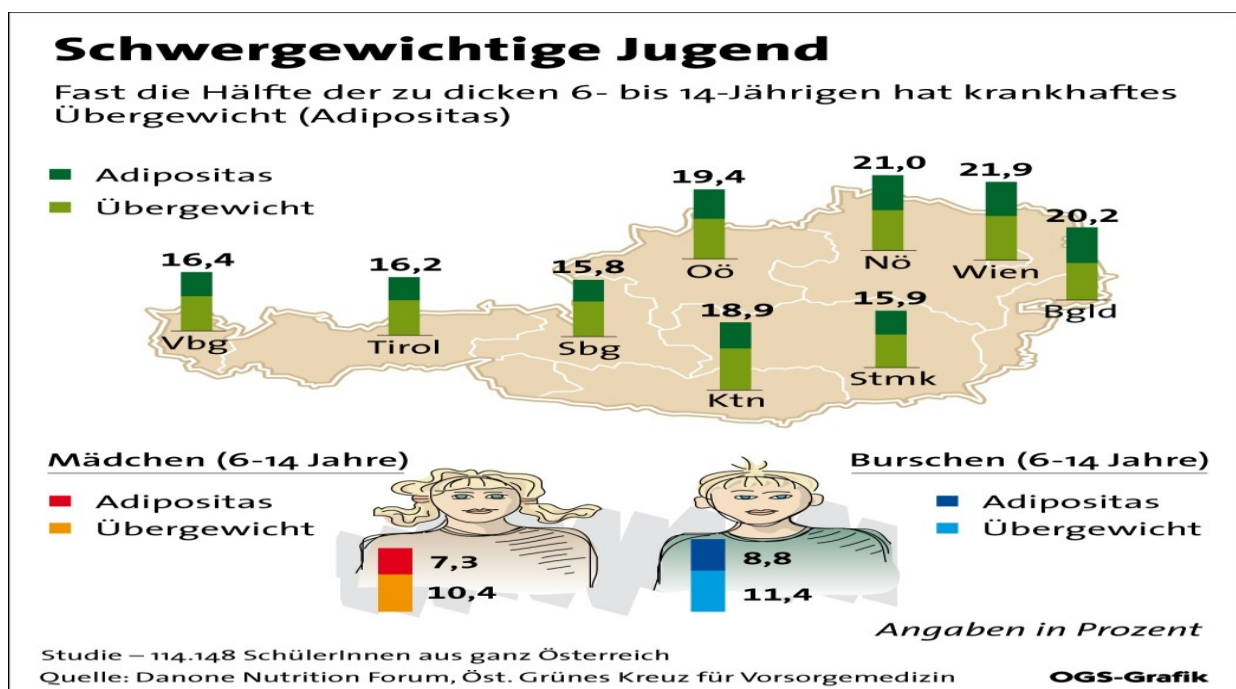 Schwergewichtige Jugend
Fast die Hälfte der zu dicken 6- bis 14-Jährigen hat krankhaftes
Übergewicht (Adipositas)
Adipositas
Übergewicht
16,4
Vbg
16,2
Tirol
15,8
Sbg
19,4
Oö
21,0
Nö
21,9
Wien
20,2
Bgld
18,9
Ktn
15,9
Stmk
Mädchen (6-14 Jahre)
Adipositas
Übergewicht
7,3
10,4
Burschen (6-14 Jahre)
Adipositas
Übergewicht
8,8
11,4
Angaben in Prozent
Studie – 114.148 SchülerInnen aus ganz Österreich
Quelle: Danone Nutrition Forum, Öst. Grünes Kreuz für Vorsorgemedizin
OGS-Grafik